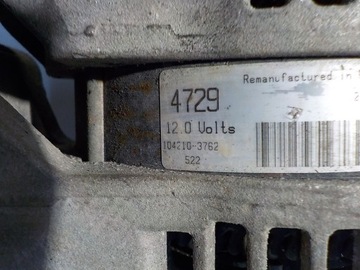 Remanufactured in
4729
12.0 Volts
104210-3762
522